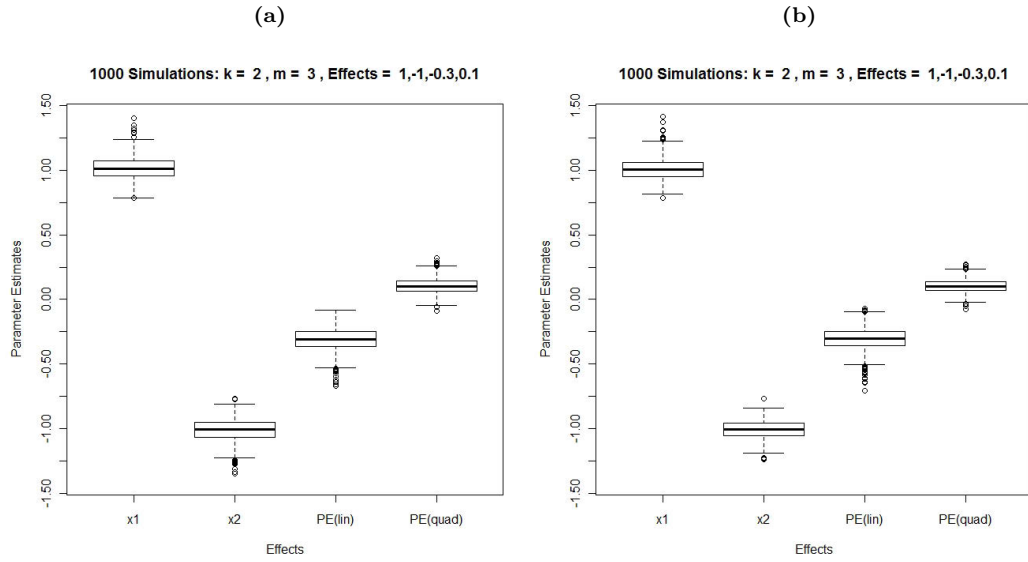 (a)
1000 Simulations: k = 2 , m = 3 , Effects = 1,-1,-0.3,0.1
Parameter Estimates
1.50
1.00
0.50
0.00
-0.50
-1.00
-1.50
x1 x2 PE(lin) PE(quad)
Effects
(b)
1000 Simulations: k = 2 , m = 3 , Effects = 1,-1,-0.3,0.1
Parameter Estimates
1.50
1.00
0.50
0.00
-0.50
-1.00
-1.50
x1 x2 PE(lin) PE(quad)
Effects